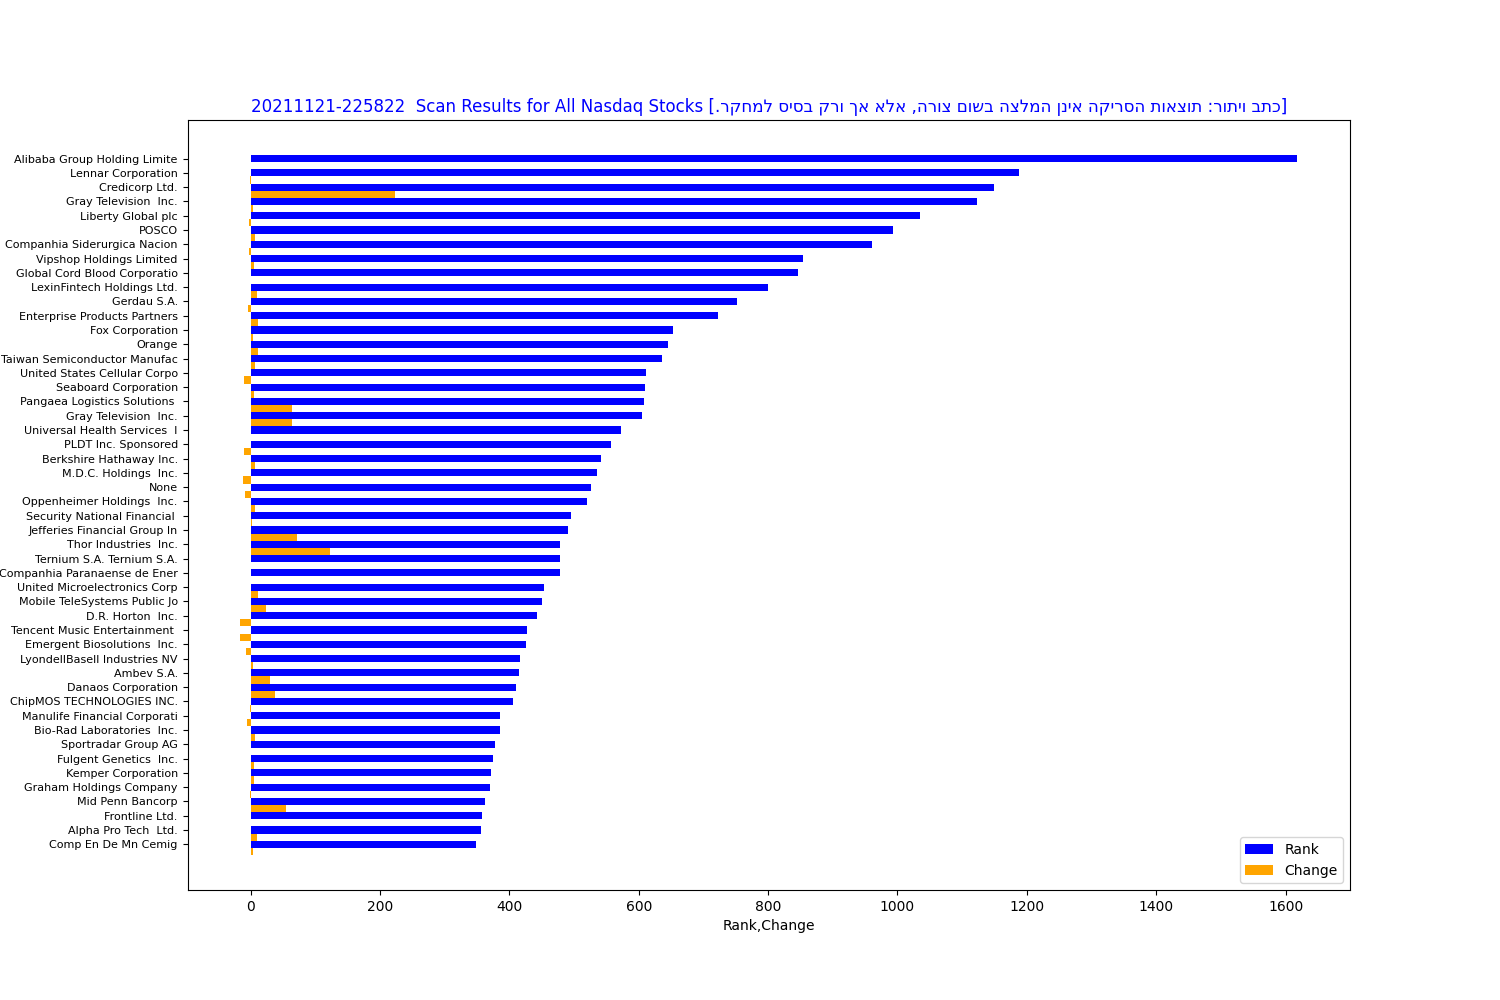 20211121-225822  Scan Results for All Nasdaq Stocks [כתב ויתור: תוצאות הסריקה אינן המלצה בשום צורה, אלא אך ורק בסיס למחקר.]
Alibaba Group Holding Limite
Lennar Corporation
Credicorp Ltd.
Gray Television  Inc.
Liberty Global plc
POSCO
Companhia Siderurgica Nacion
Vipshop Holdings Limited
Global Cord Blood Corporatio
LexinFintech Holdings Ltd.
Gerdau S.A.
Enterprise Products Partners
Fox Corporation
Orange
Taiwan Semiconductor Manufac
United States Cellular Corpo
Seaboard Corporation
Pangaea Logistics Solutions
Gray Television  Inc.
Universal Health Services  I
PLDT Inc. Sponsored
Berkshire Hathaway Inc.
M.D.C. Holdings  Inc.
None
Oppenheimer Holdings  Inc.
Security National Financial
Jefferies Financial Group In
Thor Industries  Inc.
Ternium S.A. Ternium S.A.
Companhia Paranaense de Ener
United Microelectronics Corp
Mobile TeleSystems Public Jo
D.R. Horton  Inc.
Tencent Music Entertainment
Emergent Biosolutions  Inc.
LyondellBasell Industries NV
Ambev S.A.
Danaos Corporation
ChipMOS TECHNOLOGIES INC.
Manulife Financial Corporati
Bio-Rad Laboratories  Inc.
Sportradar Group AG
Fulgent Genetics  Inc.
Kemper Corporation
Graham Holdings Company
Mid Penn Bancorp
Frontline Ltd.
Alpha Pro Tech  Ltd.
Comp En De Mn Cemig
Rank
Change
0 200 400 600 800 1000 1200 1400 1600
Rank,Change